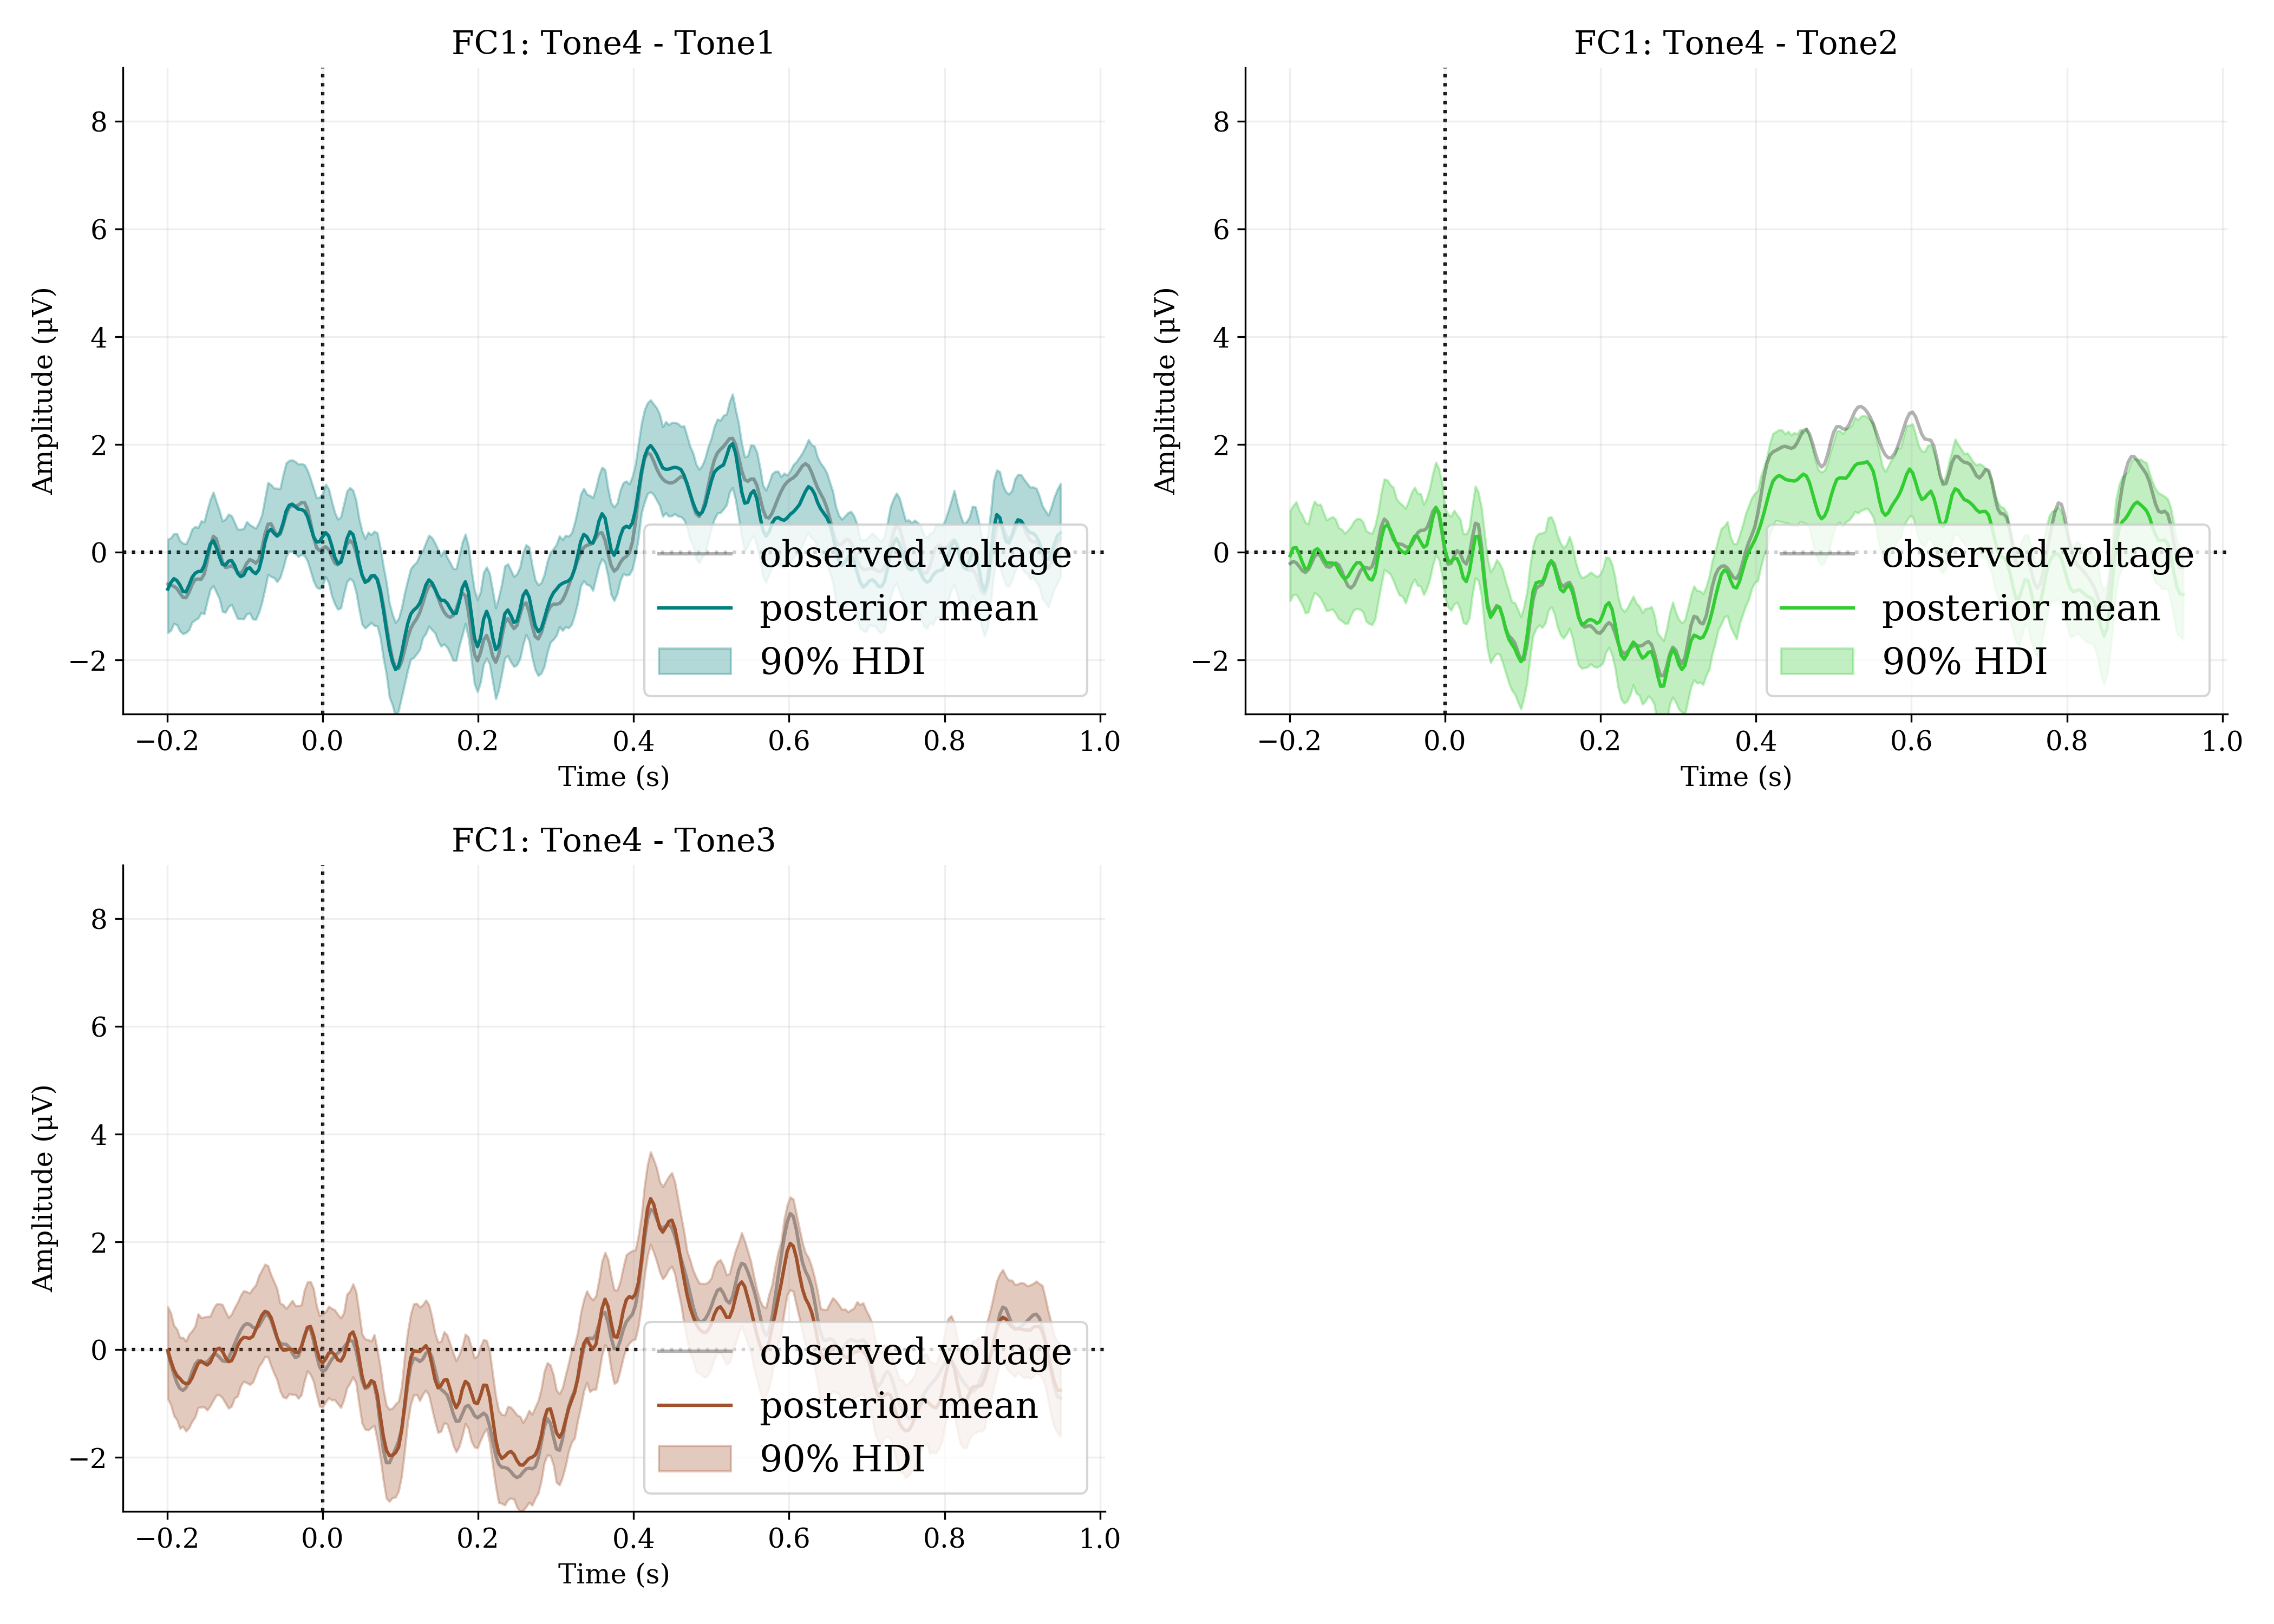 FC1: Tone4 - Tone1
Amplitude (µV)
8
6
4
2
0
−2
observed voltage
posterior mean
90% HDI
−0.2 0.0 0.2 0.4 0.6 0.8 1.0
Time (s)
FC1: Tone4 - Tone2
Amplitude (µV)
8
6
4
2
0
−2
observed voltage
posterior mean
90% HDI
−0.2 0.0 0.2 0.4 0.6 0.8 1.0
Time (s)
FC1: Tone4 - Tone3
Amplitude (µV)
8
6
4
2
0
−2
observed voltage
posterior mean
90% HDI
−0.2 0.0 0.2 0.4 0.6 0.8 1.0
Time (s)